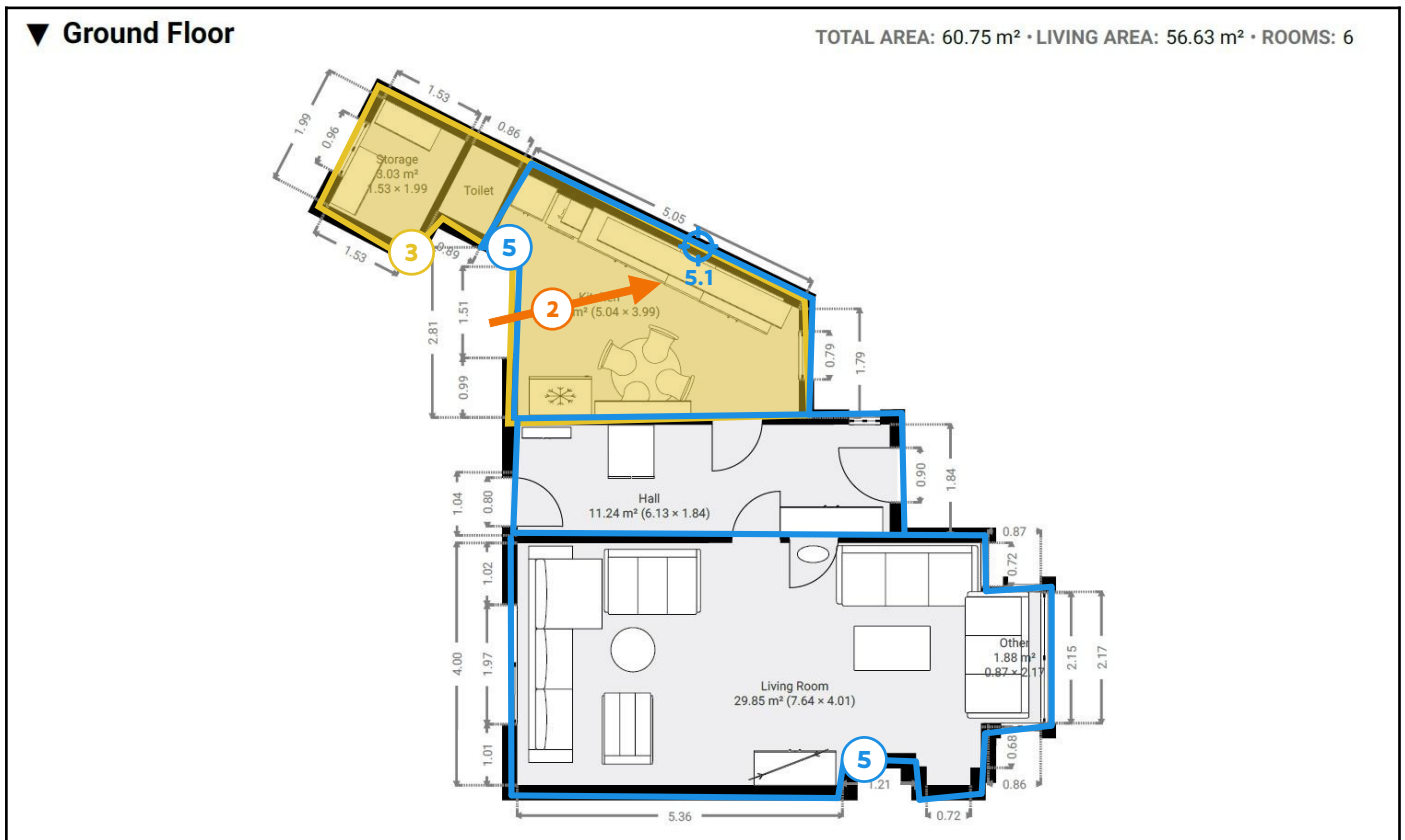 ▼ Ground Floor
TOTAL AREA: 60.75 m² · LIVING AREA: 56.63 m² · ROOMS: 6
1.53
1.99
0.96
0.86
Storage
3.03 m²
1.53 × 1.99
Toilet
5.05
1.53
3
0.89
5
5.1
2
m² (5.04 × 3.99)
2.81
1.51
0.99
0.79
1.79
Hall
11.24 m² (6.13 × 1.84)
1.04
0.80
0.90
1.84
0.87
0.72
1.02
4.00
1.97
1.01
Other
1.88 m²
0.87 × 2.17
2.15
2.17
Living Room
29.85 m² (7.64 × 4.01)
5
0.68
1.21
0.86
5.36
0.72